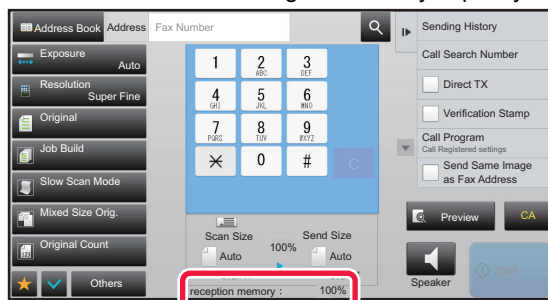 Address Book Address Fax Number
Sending History
Exposure
Auto
Call Search Number
Resolution
Super Fine
Direct TX
Original
Verification Stamp
Job Build
Call Program
Call Registered settings
Slow Scan Mode
Send Same Image
as Fax Address
Mixed Size Orig.
Original Count
Others
1
2 ABC
3 DEF
4 GHI
5 JKL
6 MNO
7 PQRS
8 TUV
9 WXYZ
0
#
C
Scan Size
Send Size
Auto
100%
Auto
reception memory : 100%
Preview
CA
Speaker
Start